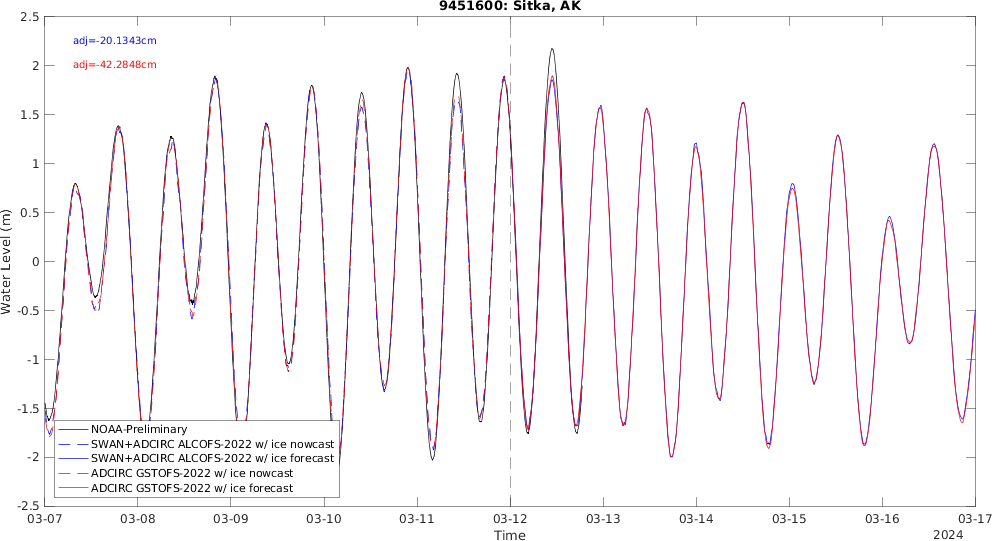 9451600: Sitka, AK
adj=-20.1343cm
adj=-42.2848cm
Water Level (m)
2.5
2
1.5
1
0.5
0
-0.5
-1
-1.5
-2
-2.5
NOAA-Preliminary
SWAN+ADCIRC ALCOFS-2022 w/ ice nowcast
SWAN+ADCIRC ALCOFS-2022 w/ ice forecast
ADCIRC GSTOFS-2022 w/ ice nowcast
ADCIRC GSTOFS-2022 w/ ice forecast
03-07 03-08 03-09 03-10 03-11 03-12 03-13 03-14 03-15 03-16 03-17
Time
2024